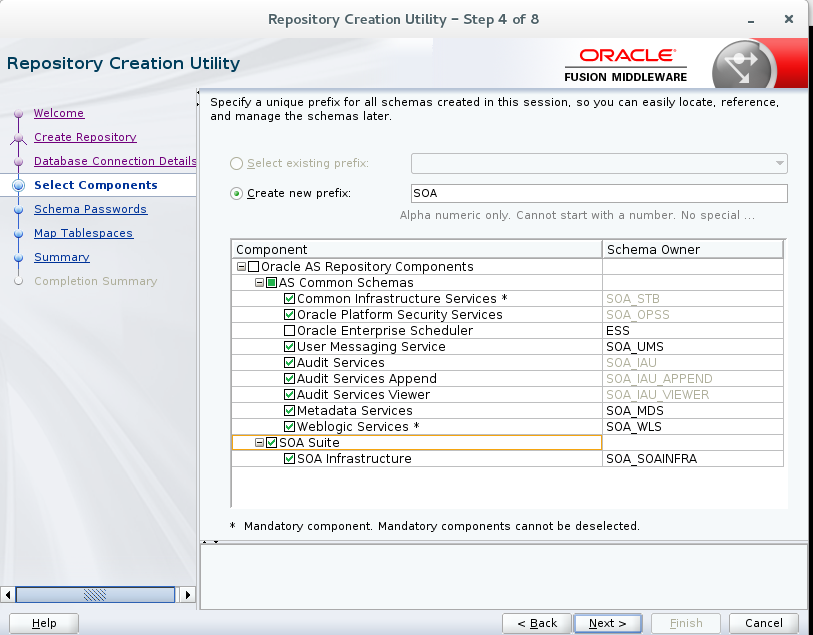 Repository Creation Utility – Step 4 of 8
Repository Creation Utility
ORACLE
FUSION MIDDLEWARE
Welcome
Create Repository
Database Connection Details
Select Components
Schema Passwords
Map Tablespaces
Summary
Completion Summary
Specify a unique prefix for all schemas created in this session, so you can easily locate, reference,
and manage the schemas later.
Select existing prefix:
Create new prefix: SOA
Alpha numeric only. Cannot start with a number. No special ...
Component Schema Owner
Oracle AS Repository Components
AS Common Schemas
Common Infrastructure Services * SOA_STB
Oracle Platform Security Services SOA_OPSS
Oracle Enterprise Scheduler ESS
User Messaging Service SOA_UMS
Audit Services SOA_IAU
Audit Services Append SOA_IAU_APPEND
Audit Services Viewer SOA_IAU_VIEWER
Metadata Services SOA_MDS
Weblogic Services * SOA_WLS
SOA Suite
SOA Infrastructure SOA_SOAINFRA
* Mandatory component. Mandatory components cannot be deselected.
Help < Back Next > Finish Cancel